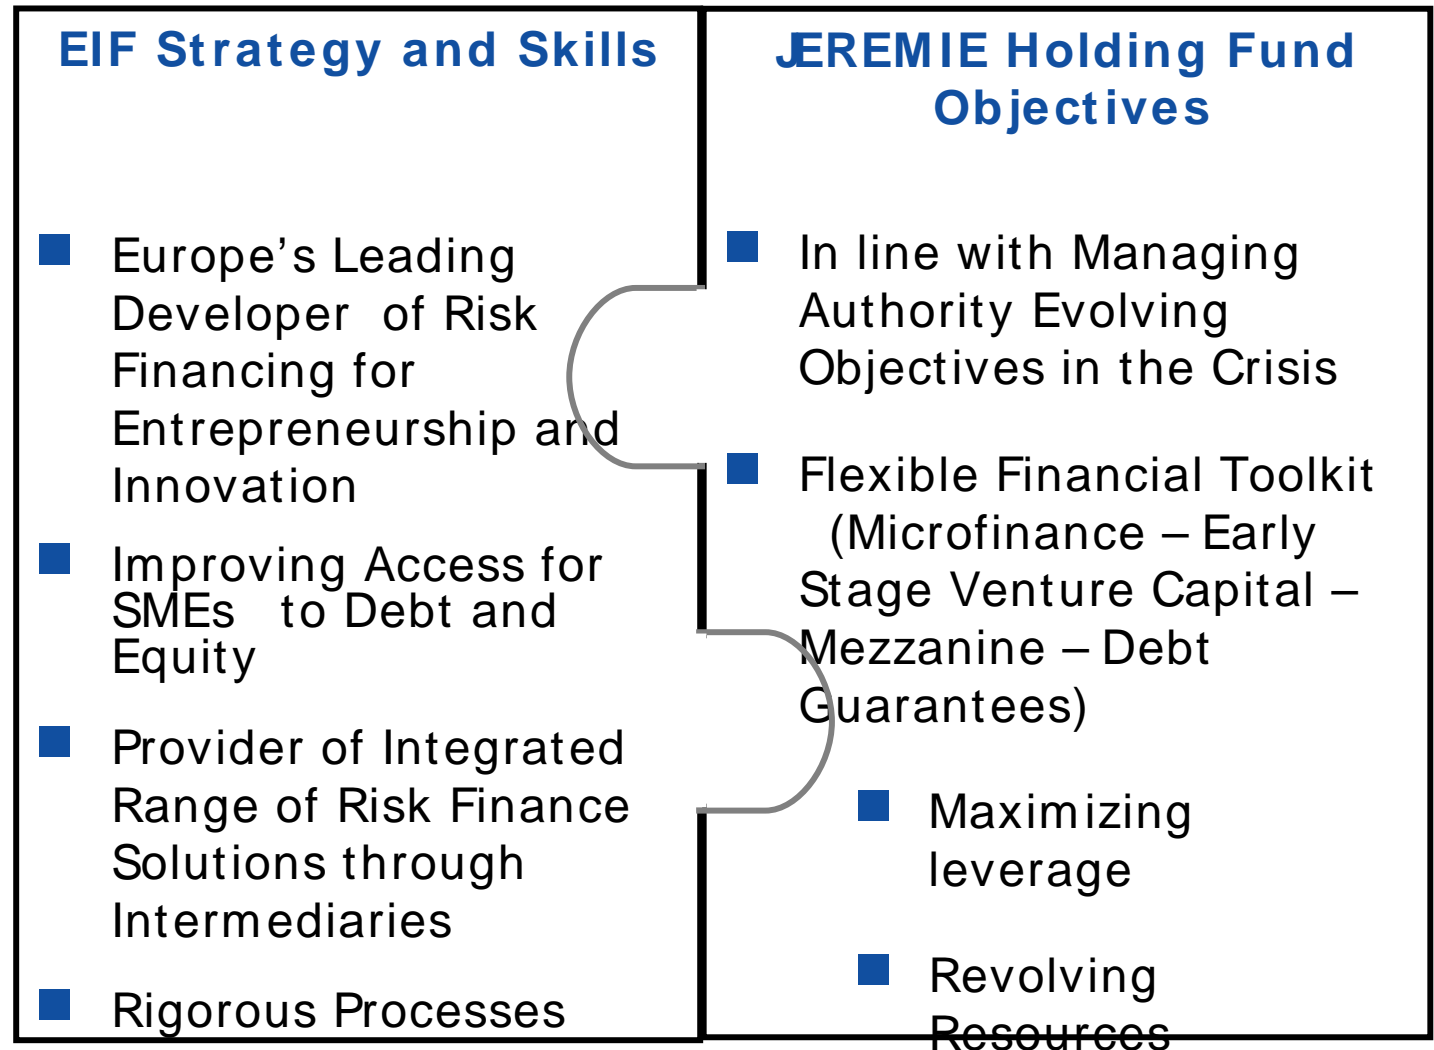 EIF Strategy and Skills
Europe’s Leading
Developer of Risk
Financing for
Entrepreneurship and
Innovation
Improving Access for
SMEs to Debt and
Equity
Provider of Integrated
Range of Risk Finance
Solutions through
Intermediaries
Rigorous Processes
JEREMIE Holding Fund
Objectives
In line with Managing
Authority Evolving
Objectives in the Crisis
Flexible Financial Toolkit
(Microfinance – Early
Stage Venture Capital –
Mezzanine – Debt
Guarantees)
Maximizing
leverage
Revolving
Resources